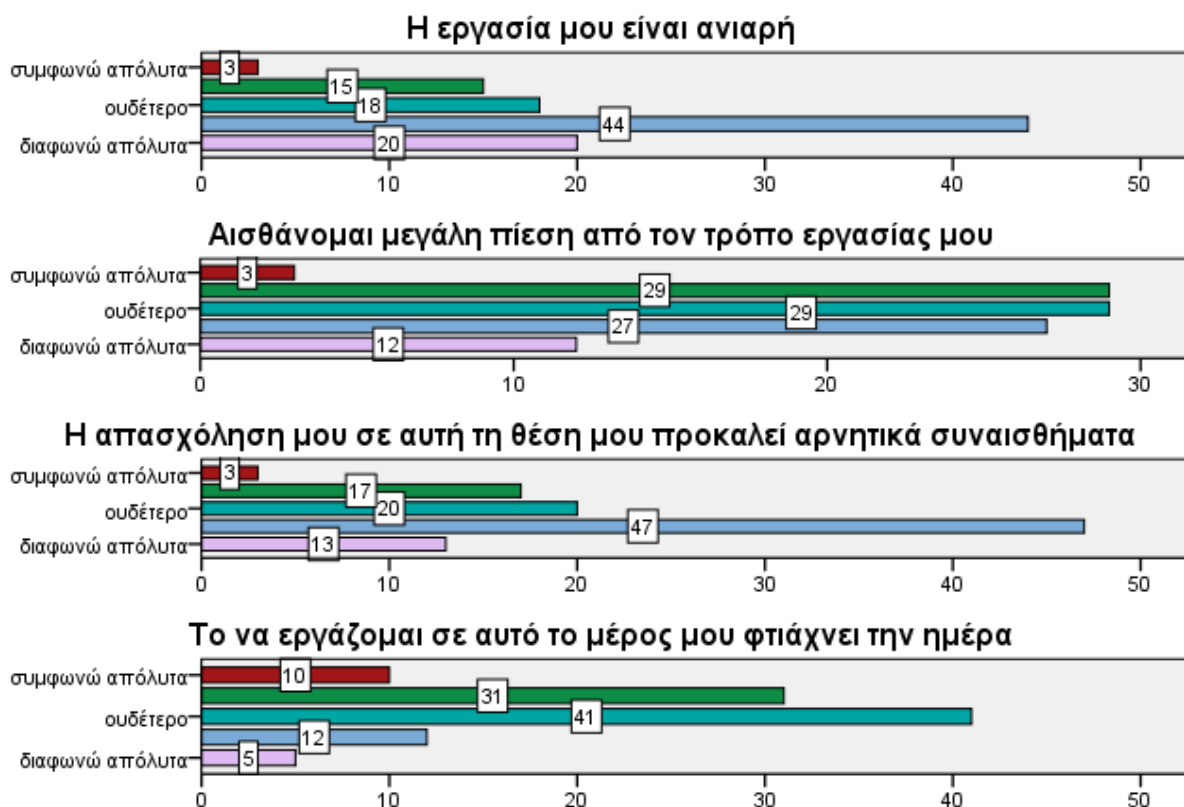 Η εργασία μου είναι ανιαρή
συμφωνώ απόλυτα 3
15
ουδέτερο 18
44
διαφωνώ απόλυτα 20
0 10 20 30 40 50
Αισθάνομαι μεγάλη πίεση από τον τρόπο εργασίας μου
συμφωνώ απόλυτα 3
29
ουδέτερο 29
27
διαφωνώ απόλυτα 12
0 10 20 30
Η απασχόληση μου σε αυτή τη θέση μου προκαλεί αρνητικά συναισθήματα
συμφωνώ απόλυτα 3
17
ουδέτερο 20
47
διαφωνώ απόλυτα 13
0 10 20 30 40 50
Το να εργάζομαι σε αυτό το μέρος μου φτιάχνει την ημέρα
συμφωνώ απόλυτα 10
31
ουδέτερο 41
12
διαφωνώ απόλυτα 5
0 10 20 30 40 50